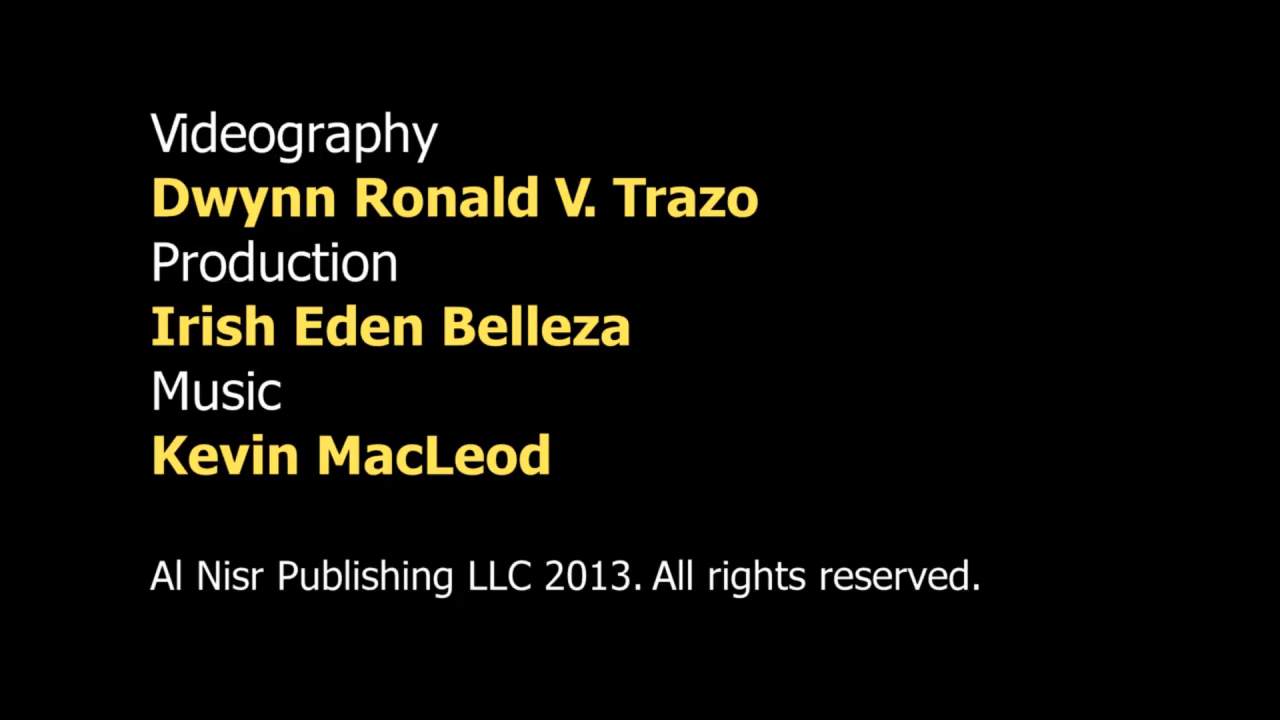 Videography
Dwynn Ronald V. Trazo
Production
Irish Eden Belleza
Music
Kevin MacLeod
Al Nisr Publishing LLC 2013. All rights reserved.